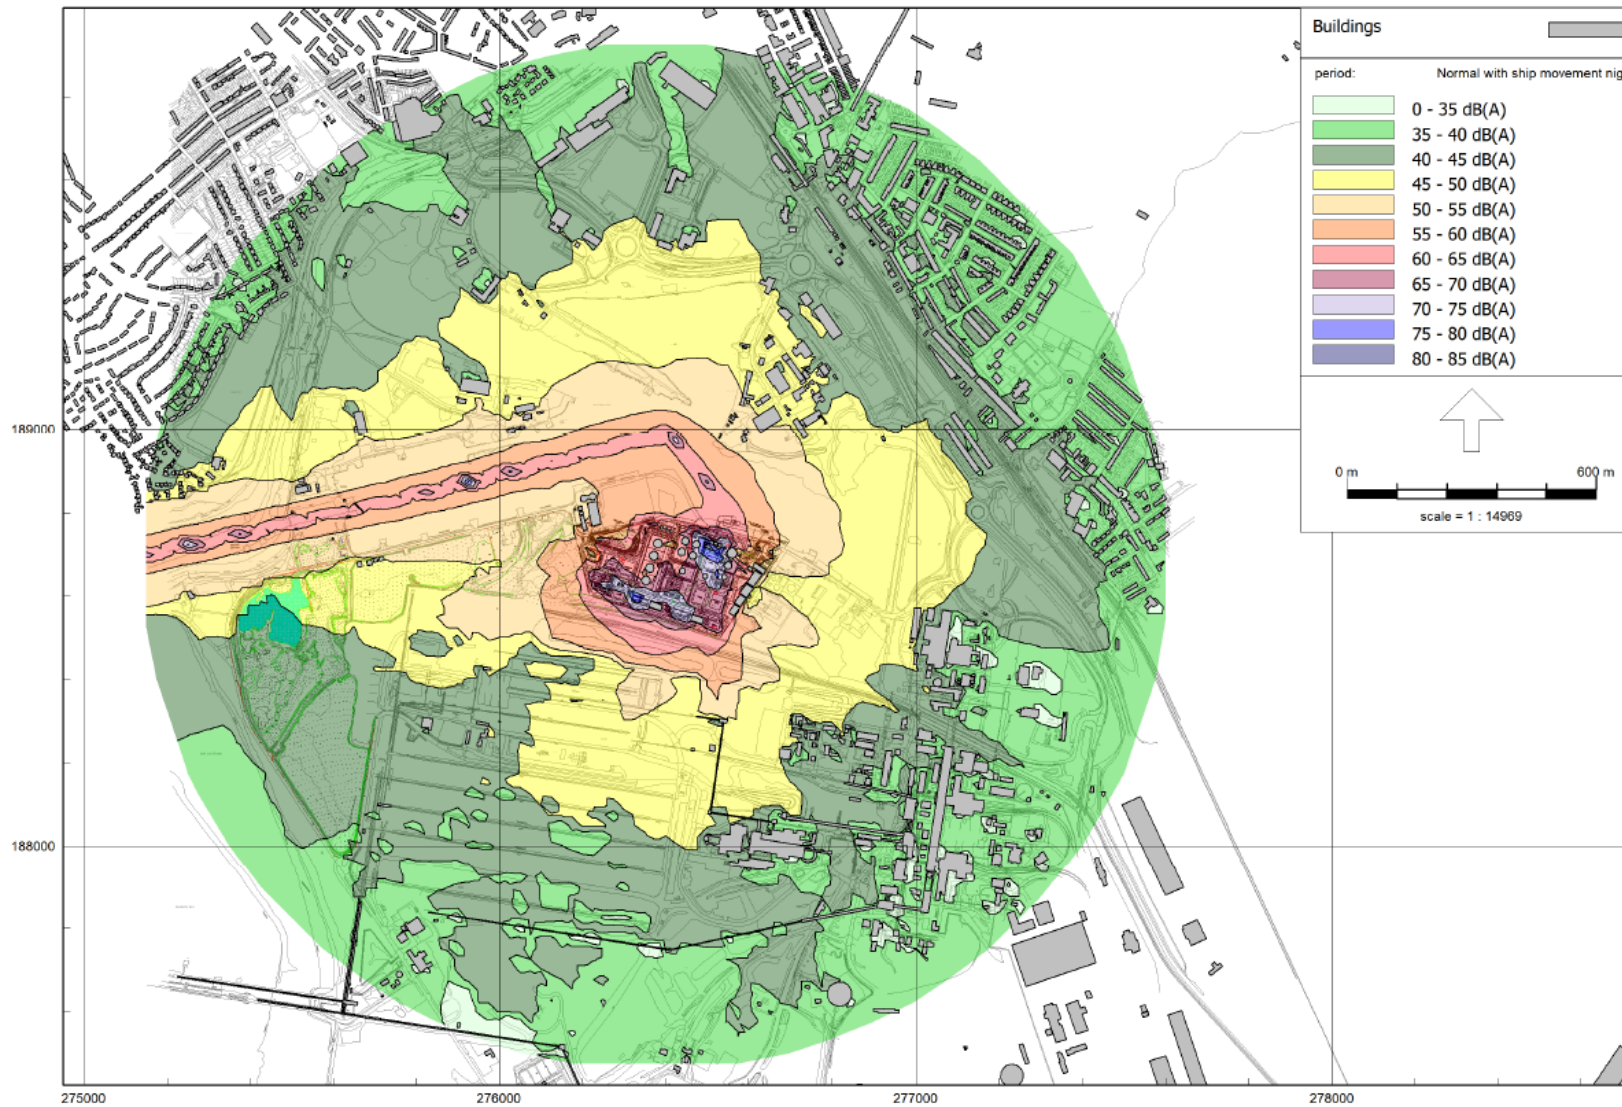 Buildings
period: Normal with ship movement nig
0 - 35 dB(A)
35 - 40 dB(A)
40 - 45dB(A)
45 - 50 dB(A)
50 - 55 dB(A)
55 - 60 dB(A)
60 - 65 dB(A)
65 - 70 dB(A)
70 - 75 dB(A)
75 - 80 dB(A)
80 - 85 dB(A)
0 m 600 m
scale = 1 : 14969
189000
188000
275000 276000 277000 278000